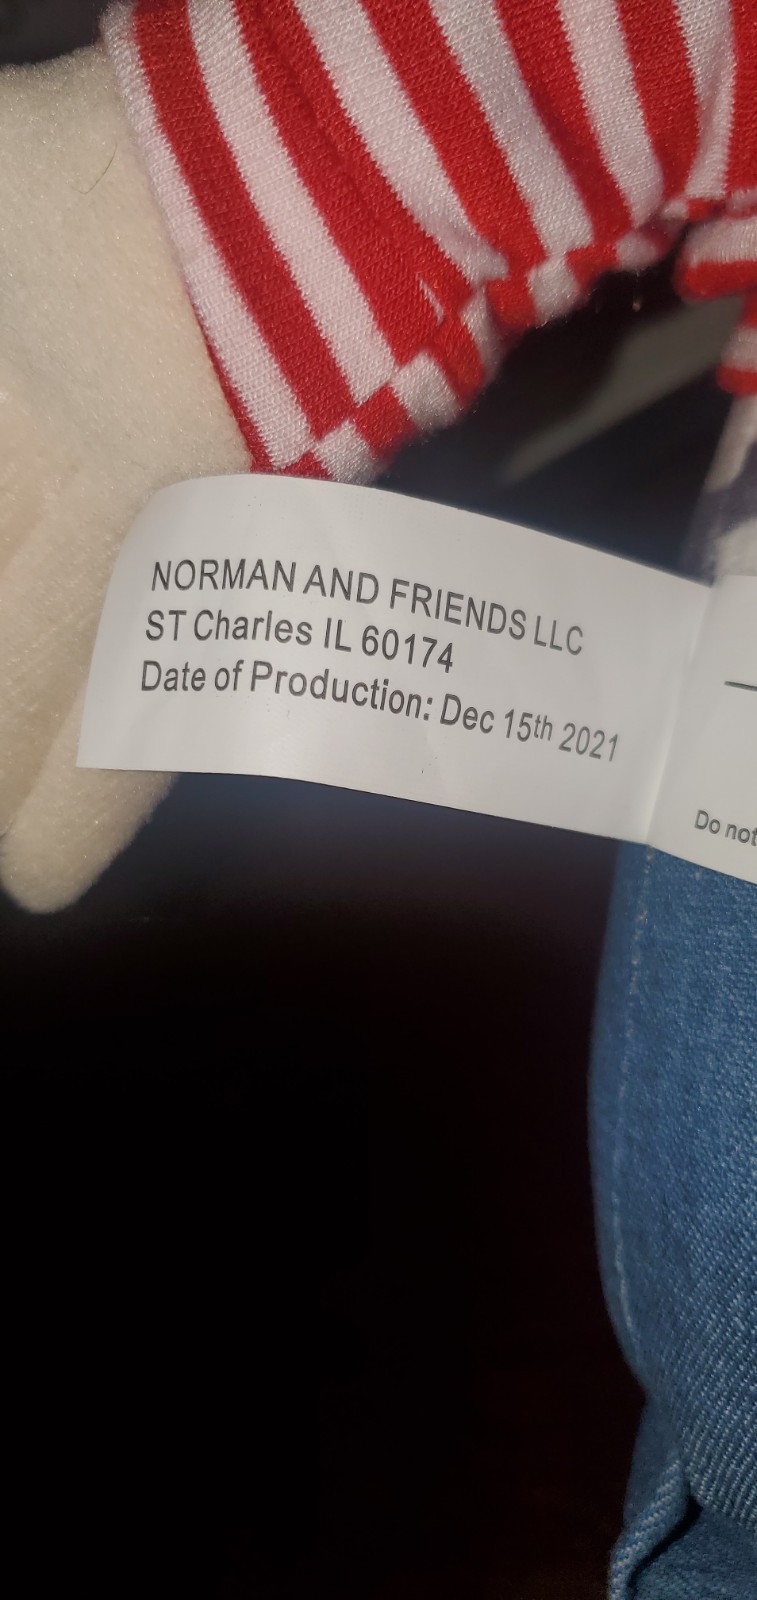 NORMAN AND FRIENDS LLC
ST Charles IL 60174
Date of Production: Dec 15th 2021
Do not